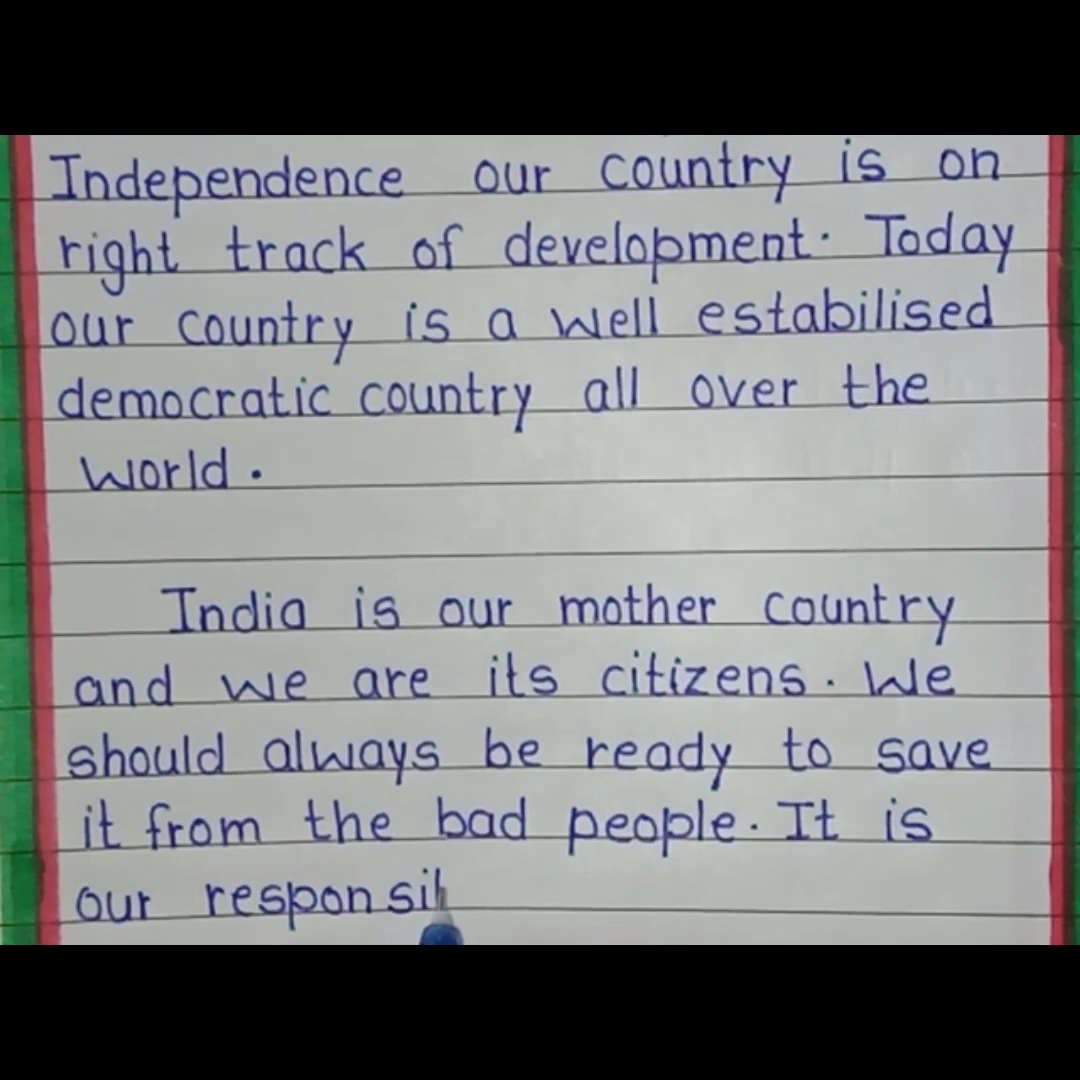 Independence our country is on
right track of development. Today
our country is a well estabilised
democratic country all over the
world.
India is our mother country
and we are its citizens. We
should always be ready to save
it from the bad people. It is
our